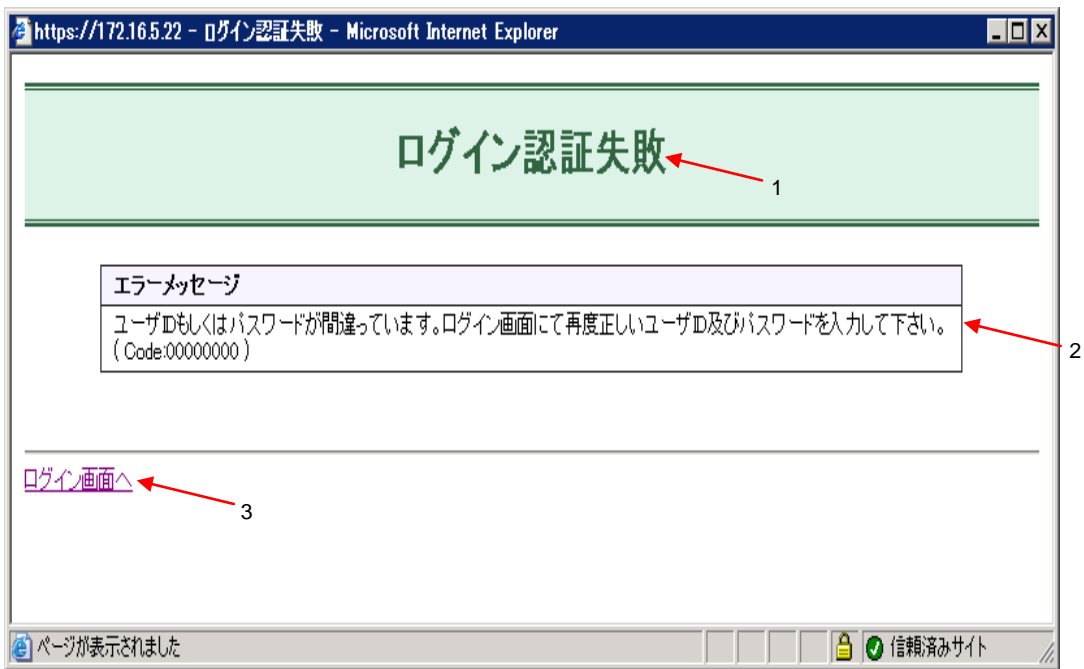 https://172.16.5.22 - ログイン認証失敗 - Microsoft Internet Explorer
ログイン認証失敗
1
エラーメッセージ
ユーザIDもしくはパスワードが間違っています。ログイン画面にて再度正しいユーザID及びパスワードを入力して下さい。
( Code:00000000 )
2
ログイン画面へ
3
ページが表示されました
信頼済みサイト